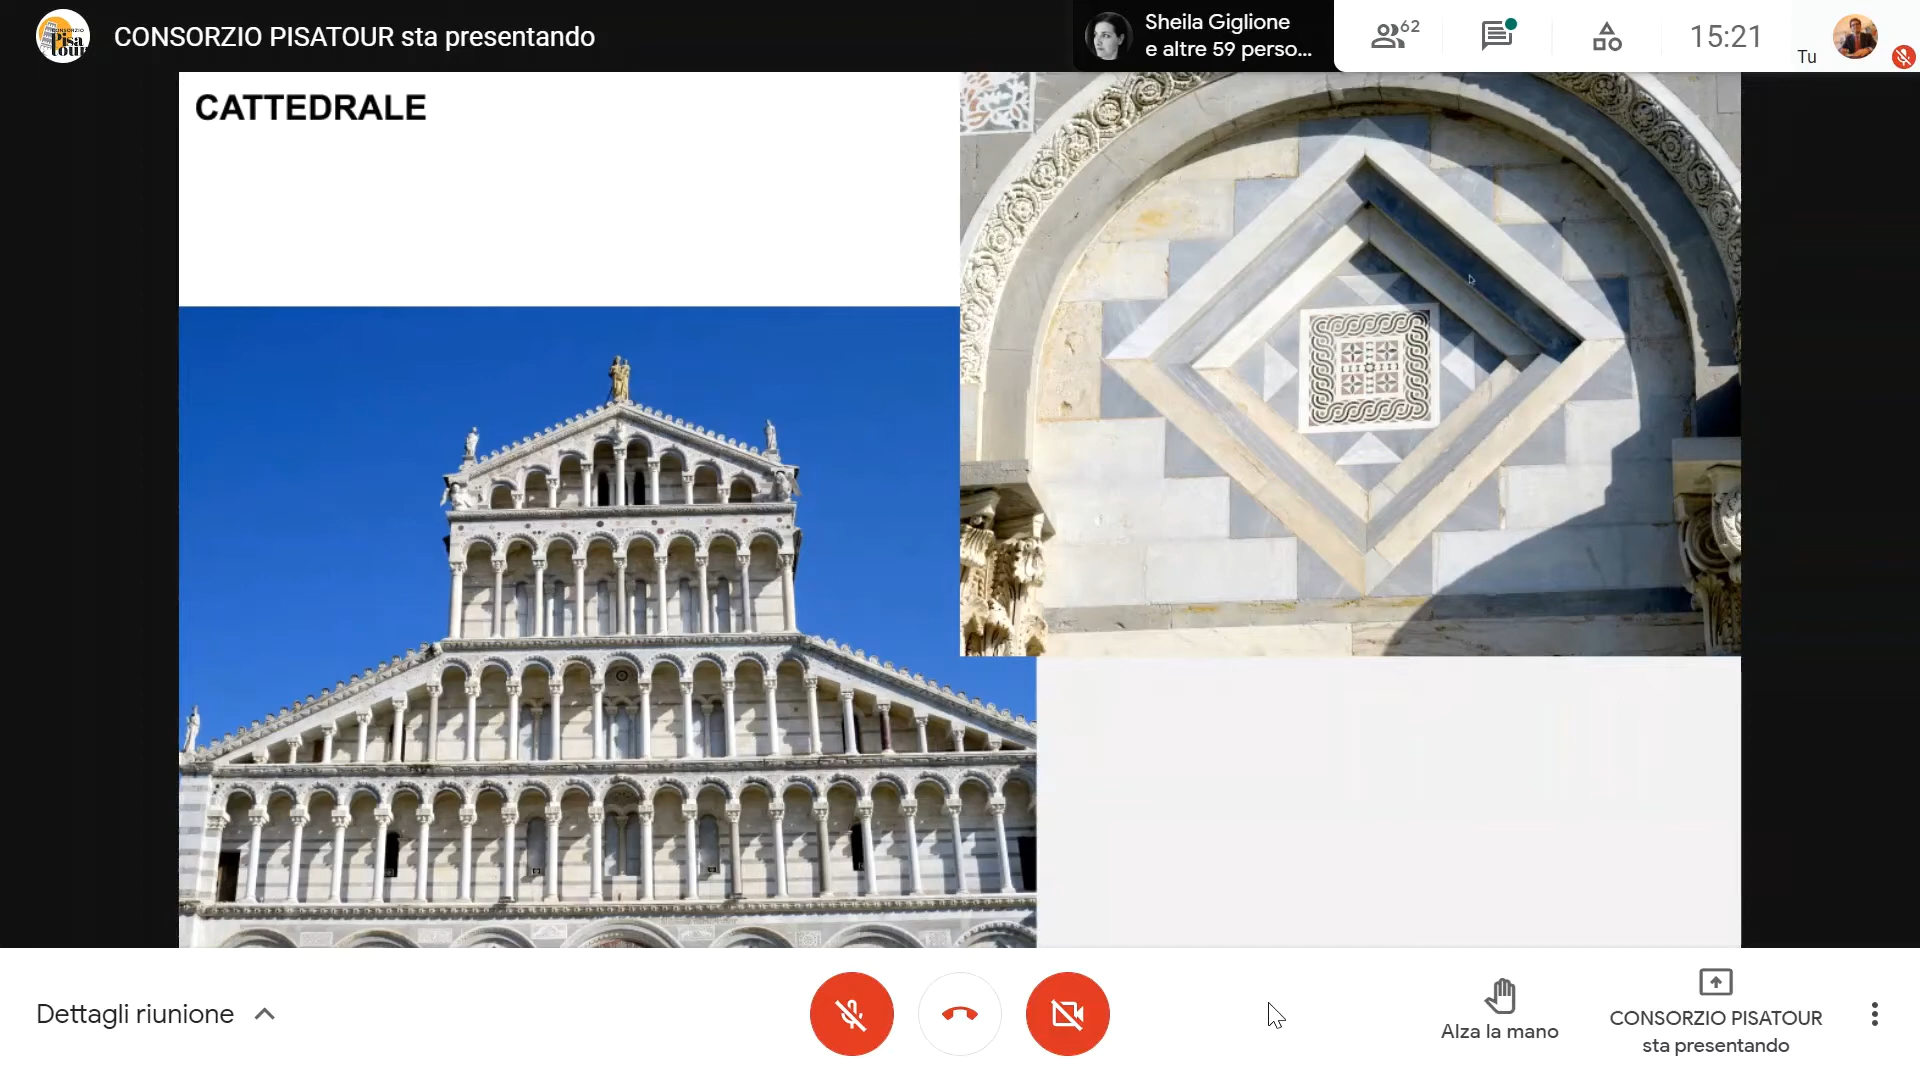 CONSORZIO PISATOUR sta presentando
Sheila Giglione
e altre 59 perso...
62
15:21
Tu
CATTEDRALE
Dettagli riunione
Alza la mano
CONSORZIO PISATOUR
sta presentando